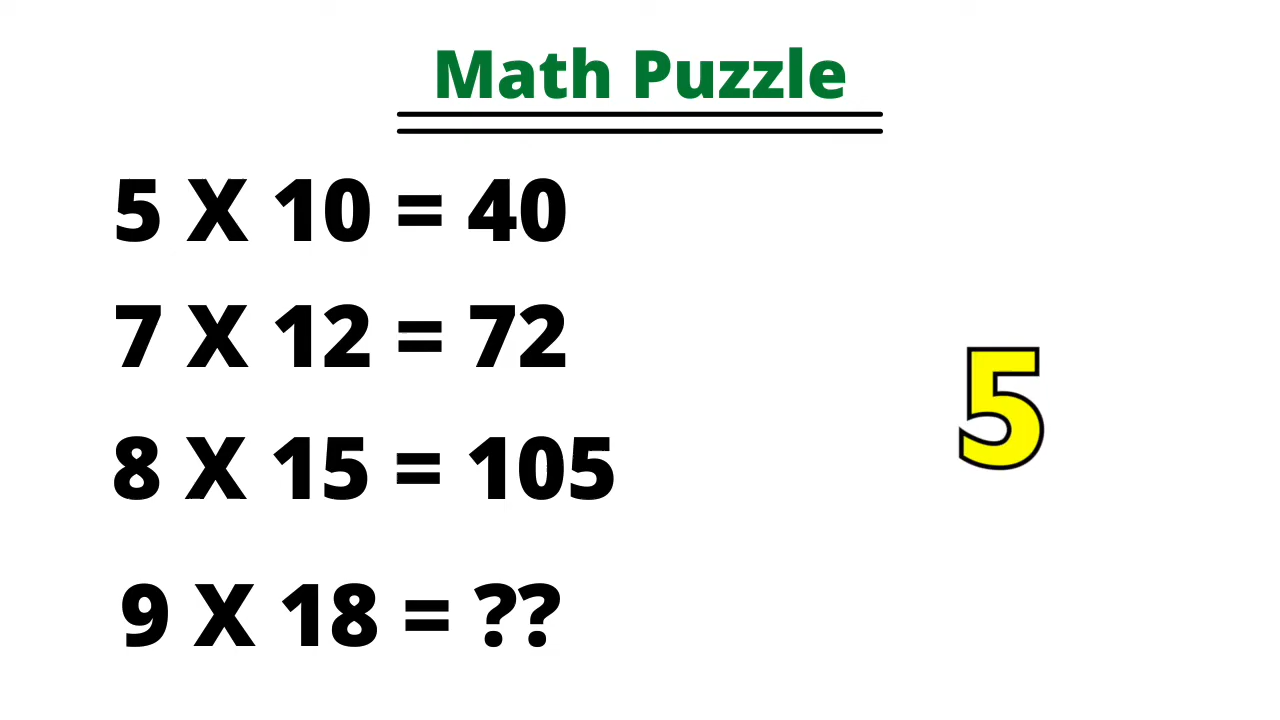 Math Puzzle
5 X 10 = 40
7 X 12 = 72
5
8 X 15 = 105
9 X 18 = ??